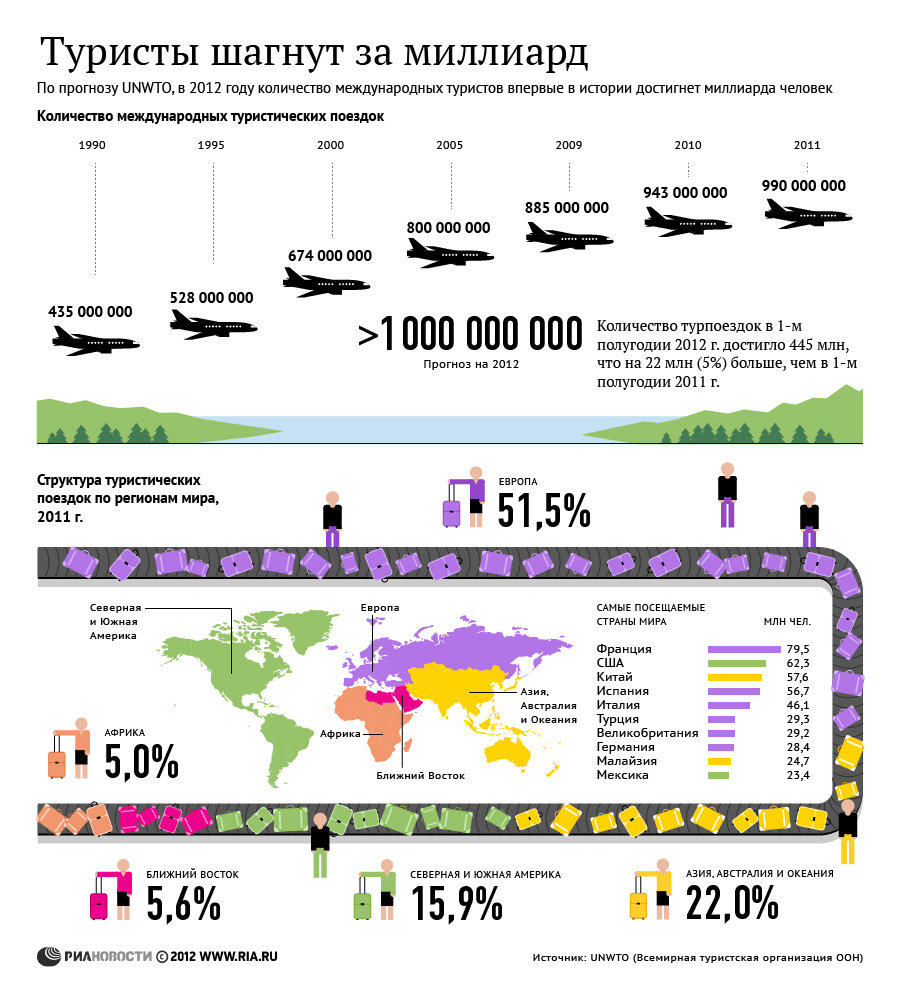 Туристы шагнут за миллиард
По прогнозу UNWTO, в 2012 году количество международных туристов впервые в истории достигнет миллиарда человек
Количество международных туристических поездок
1990 1995 2000 2005 2009 2010 2011
435 000 000
528 000 000
674 000 000
800 000 000
885 000 000
943 000 000
990 000 000
>1 000 000 000
Прогноз на 2012
Количество турпоездок в 1-м
полугодии 2012 г. достигло 445 млн,
что на 22 млн (5%) больше, чем в 1-м
полугодии 2011 г.
Структура туристических
поездок по регионам мира,
2011 г.
ЕВРОПА
51,5%
Северная
и Южная
Америка
Европа
Азия,
Австралия
и Океания
Африка
Ближний Восток
САМЫЕ ПОСЕЩАЕМЫЕ
СТРАНЫ МИРА МЛН ЧЕЛ.
Франция 79,5
США 62,3
Китай 57,6
Испания 56,7
Италия 46,1
Турция 29,3
Великобритания 29,2
Германия 28,4
Малайзия 24,7
Мексика 23,4
АФРИКА
5,0%
БЛИЖНИЙ ВОСТОК
5,6%
СЕВЕРНАЯ И ЮЖНАЯ АМЕРИКА
15,9%
АЗИЯ, АВСТРАЛИЯ И ОКЕАНИЯ
22,0%
РИАНОВОСТИ © 2012 WWW.RIA.RU
Источник: UNWTO (Всемирная туристская организация ООН)